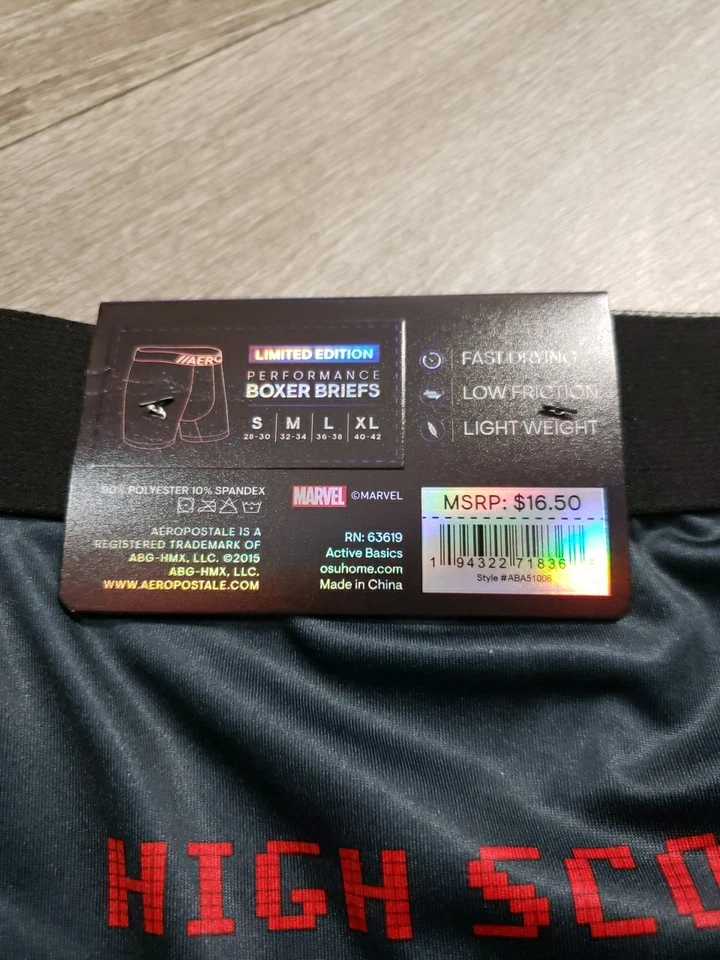 //AERO
LIMITED EDITION
PERFORMANCE
BOXER BRIEFS
S M L XL
28-30 32-34 36-38 40-42
FAST DRYING
LOW FRICTION
LIGHT WEIGHT
90% POLYESTER 10% SPANDEX
AÉROPOSTALE IS A
REGISTERED TRADEMARK OF
ABG-HMX, LLC. ©2015
ABG-HMX, LLC.
WWW.AEROPOSTALE.COM
MARVEL ©MARVEL
RN: 63619
Active Basics
osuhome.com
Made in China
MSRP: $16.50
1 94322 71836
Style # ABA51006
HIGH SCO